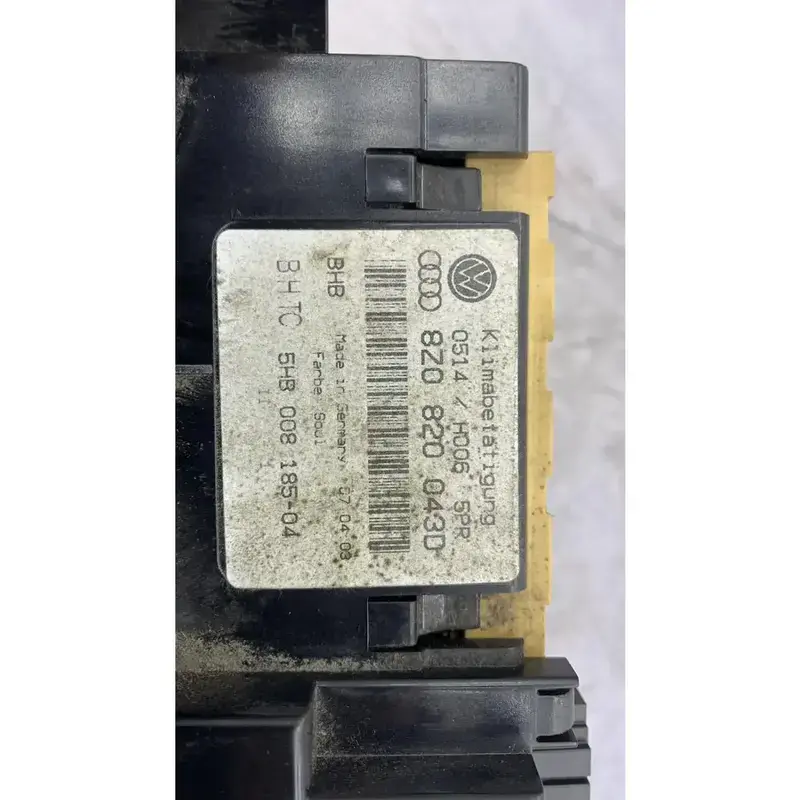 Klimabetätigung
0514 / H006 5PR
8Z0 820 043D
BHB Made in Germany, 07.04.03
Farbe: Soul
BHTC 5HB 008 185-04